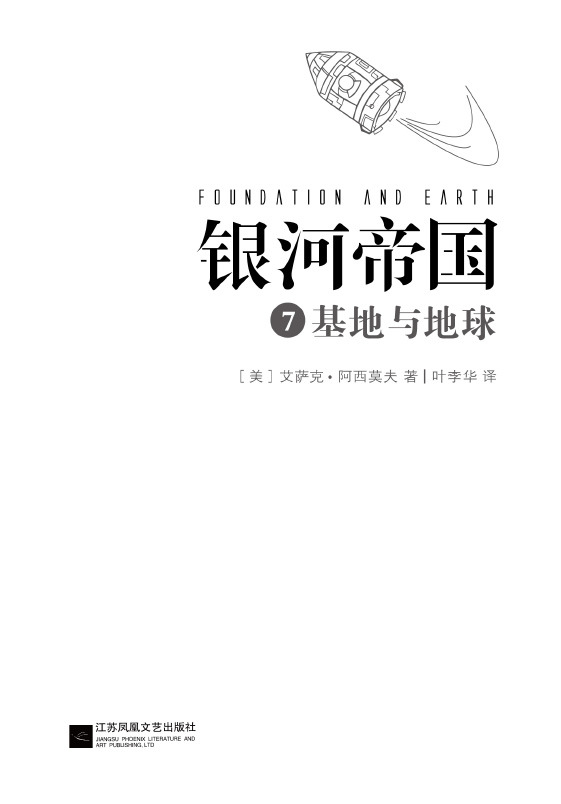 FOUNDATION AND EARTH
银河帝国
7 基地与地球
[美] 艾萨克·阿西莫夫 著 | 叶李华 译
江苏凤凰文艺出版社
JIANGSU PHOENIX LITERATURE AND
ART PUBLISHING,LTD